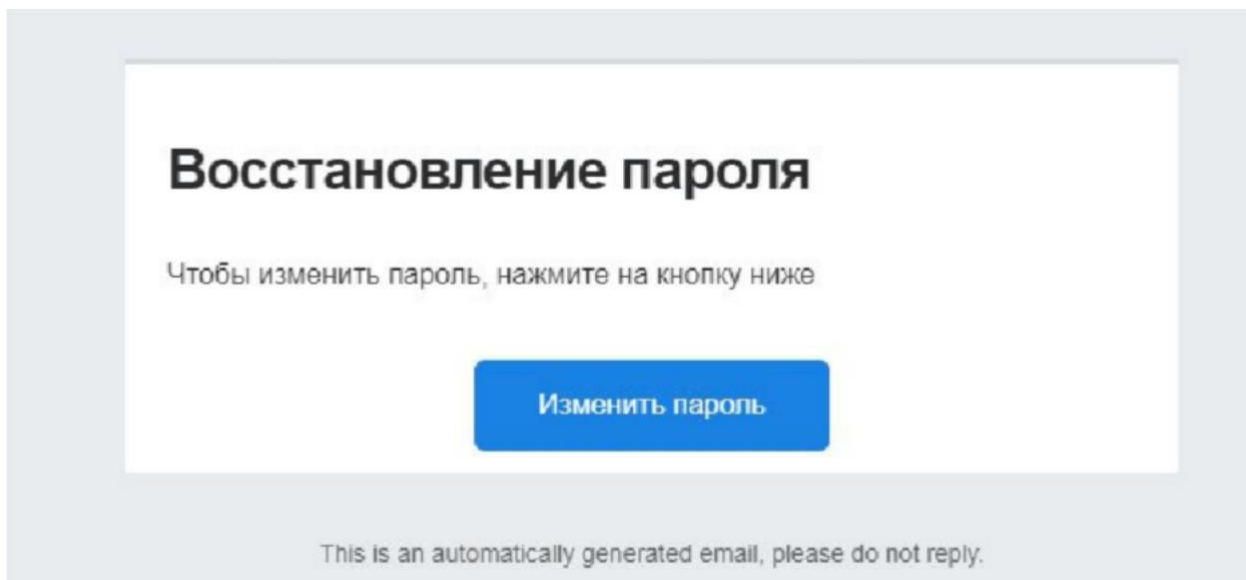 Восстановление пароля
Чтобы изменить пароль, нажмите на кнопку ниже
Изменить пароль
This is an automatically generated email, please do not reply.